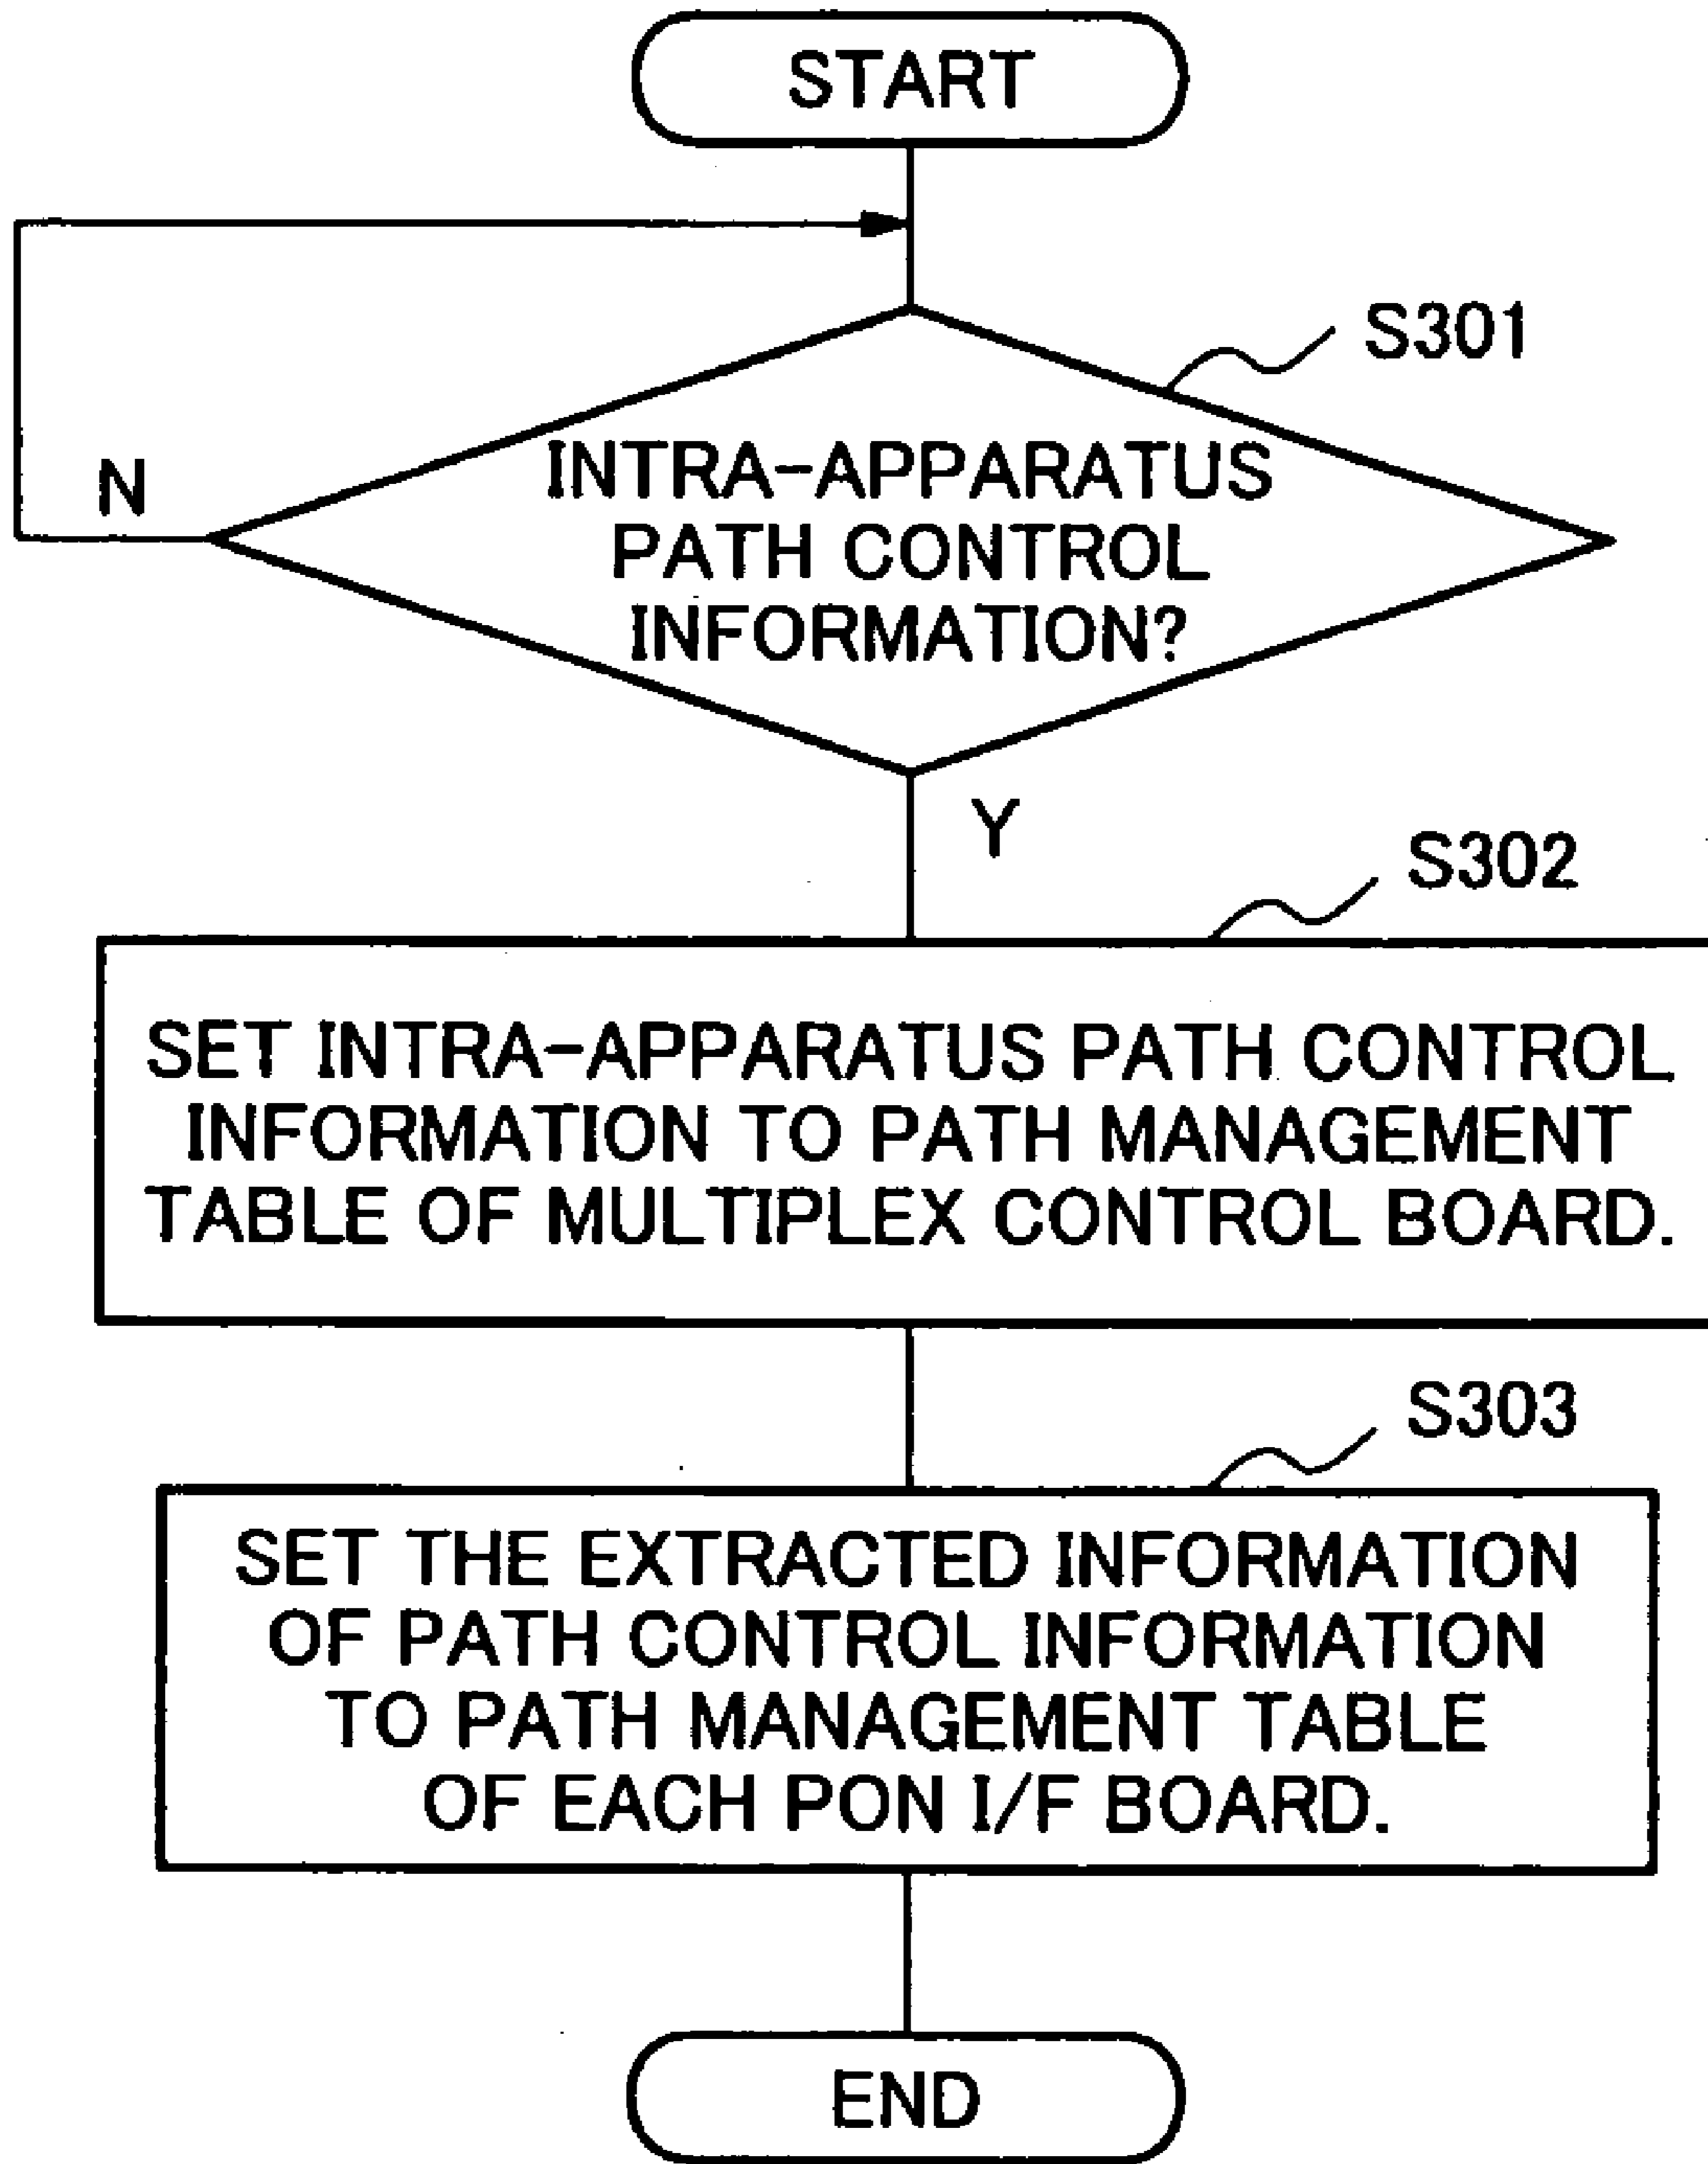 START
S301
INTRA-APPARATUS
PATH CONTROL
INFORMATION?
N
Y
S302
SET INTRA-APPARATUS PATH CONTROL
INFORMATION TO PATH MANAGEMENT
TABLE OF MULTIPLEX CONTROL BOARD.
S303
SET THE EXTRACTED INFORMATION
OF PATH CONTROL INFORMATION
TO PATH MANAGEMENT TABLE
OF EACH PON I/F BOARD.
END